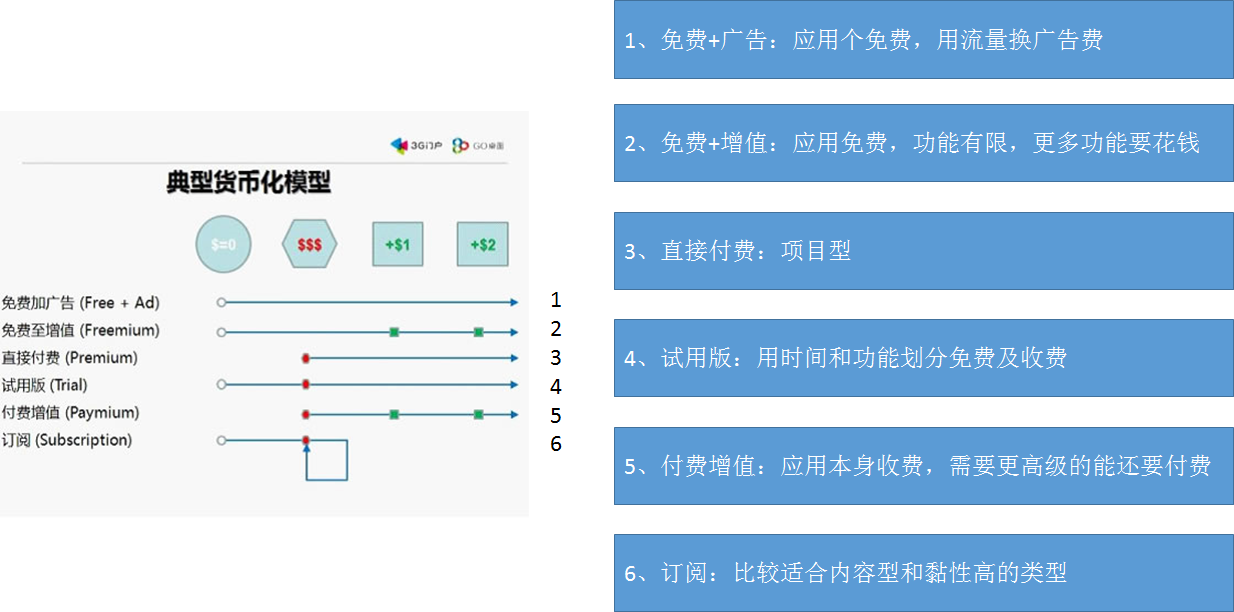 3G门户 GO桌面
典型货币化模型
$=0 $$$ +$1 +$2
免费加广告 (Free + Ad) 1
免费至增值 (Freemium) 2
直接付费 (Premium) 3
试用版 (Trial) 4
付费增值 (Paymium) 5
订阅 (Subscription) 6
1、免费+广告：应用个免费，用流量换广告费
2、免费+增值：应用免费，功能有限，更多功能要花钱
3、直接付费：项目型
4、试用版：用时间和功能划分免费及收费
5、付费增值：应用本身收费，需要更高级的能还要付费
6、订阅：比较适合内容型和黏性高的类型